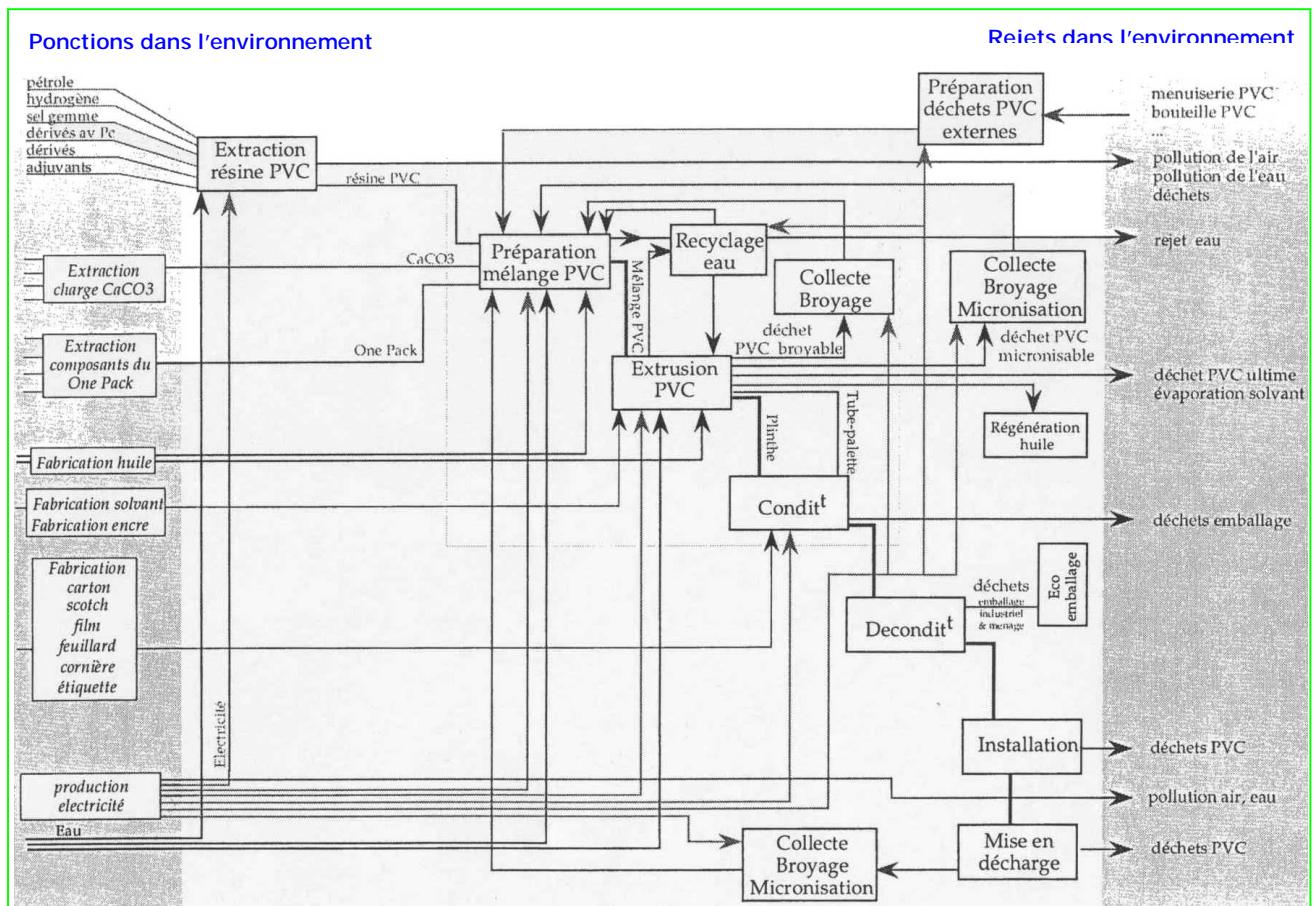 Ponctions dans l'environnement
Rejets dans l'environnement
pétrole
hydrogène
sel gemme
dérivés av Pc
dérivés
adjuvants
Extraction
résine PVC
résine PVC
Préparation
déchets PVC
externes
menuiserie PVC
bouteille PVC
...
pollution de l'air
pollution de l'eau
déchets
Extraction
charge CaCO3
CaCO3
Préparation
mélange PVC
Mélange PVC
Recyclage
eau
rejet eau
Collecte
Broyage
Collecte
Broyage
Micronisation
Extraction
composants du
One Pack
One Pack
déchet
PVC broyable
déchet PVC
micronisable
Extrusion
PVC
déchet PVC ultime
évaporation solvant
Plinthe
Tube-palette
Régénération
huile
Fabrication huile
Fabrication solvant
Fabrication encre
Condit^t
déchets emballage
Fabrication
carton
scotch
film
feuillard
cornière
étiquette
Decondit^t
déchets
emballage
industriel
& menage
Eco
emballage
Electricité
Installation
déchets PVC
production
electricité
pollution air, eau
Eau
Collecte
Broyage
Micronisation
Mise en
décharge
déchets PVC